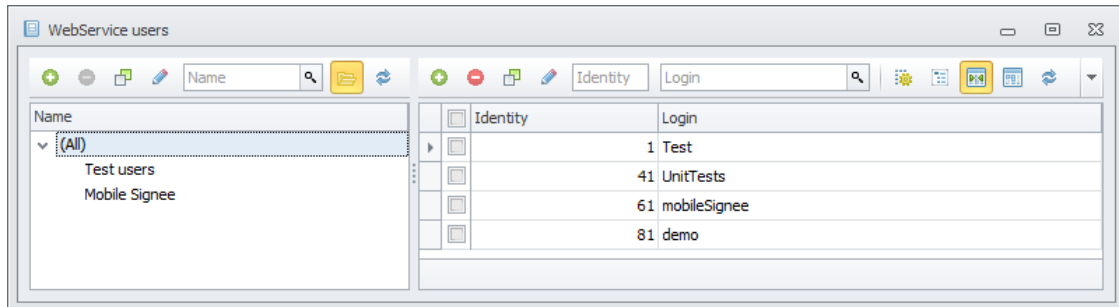 WebService users
Name
Identity Login
Name
(All)
Test users
Mobile Signee
Identity Login
1 Test
41 UnitTests
61 mobileSignee
81 demo